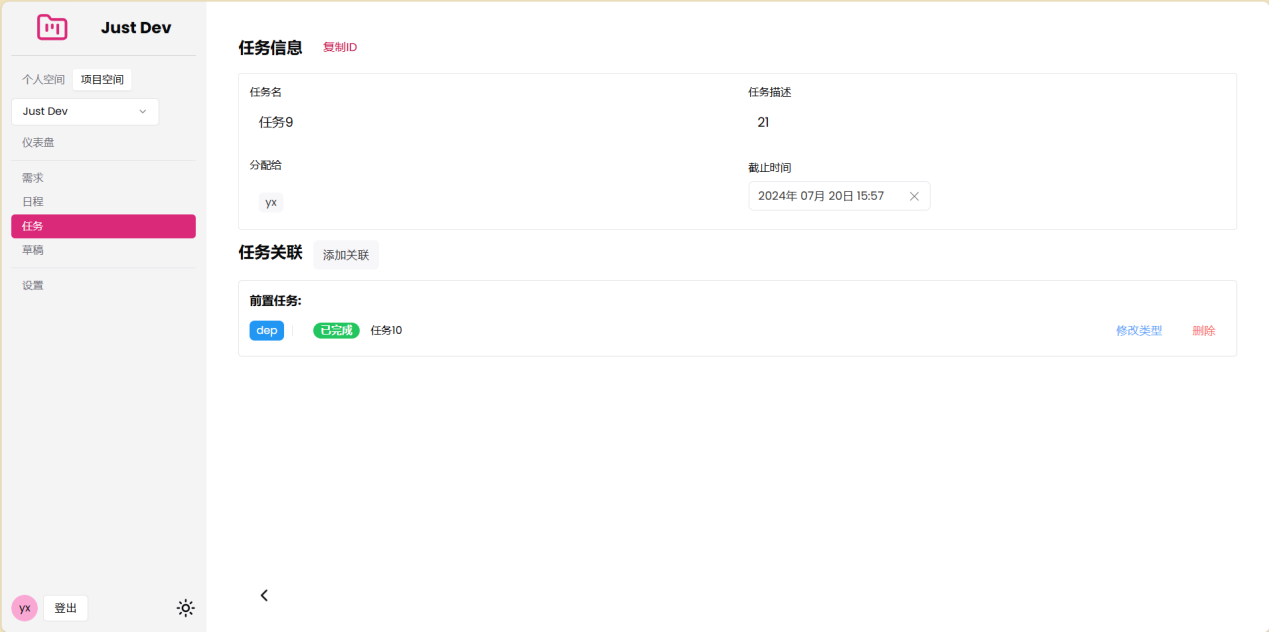 Just Dev
个人空间 项目空间
Just Dev
仪表盘
需求
日程
任务
草稿
设置
yx 登出
任务信息 复制ID
任务名 任务描述
任务9 21
分配给 截止时间
yx 2024年 07月 20日 15:57
任务关联 添加关联
前置任务:
dep 已完成 任务10 修改类型 删除